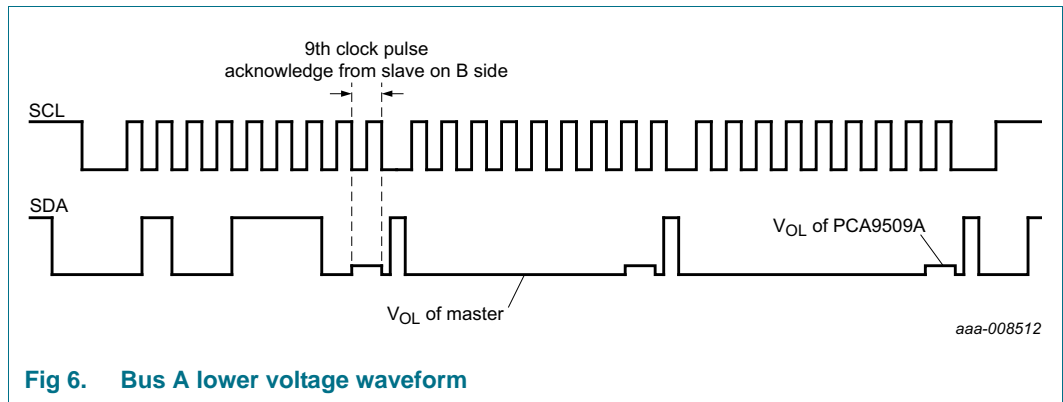 9th clock pulse
acknowledge from slave on B side
SCL
SDA
VOL of PCA9509A
VOL of master
aaa-008512
Fig 6. Bus A lower voltage waveform